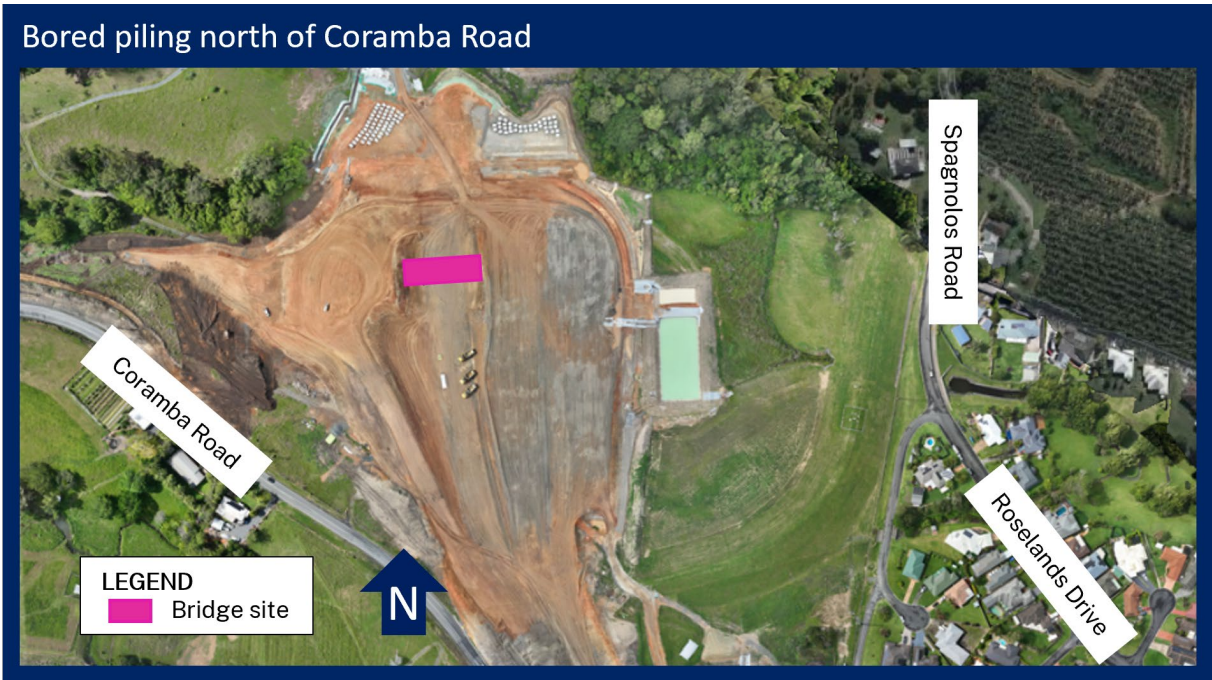 Bored piling north of Coramba Road
Spagnolos Road
Coramba Road
Roselands Drive
LEGEND
Bridge site
N